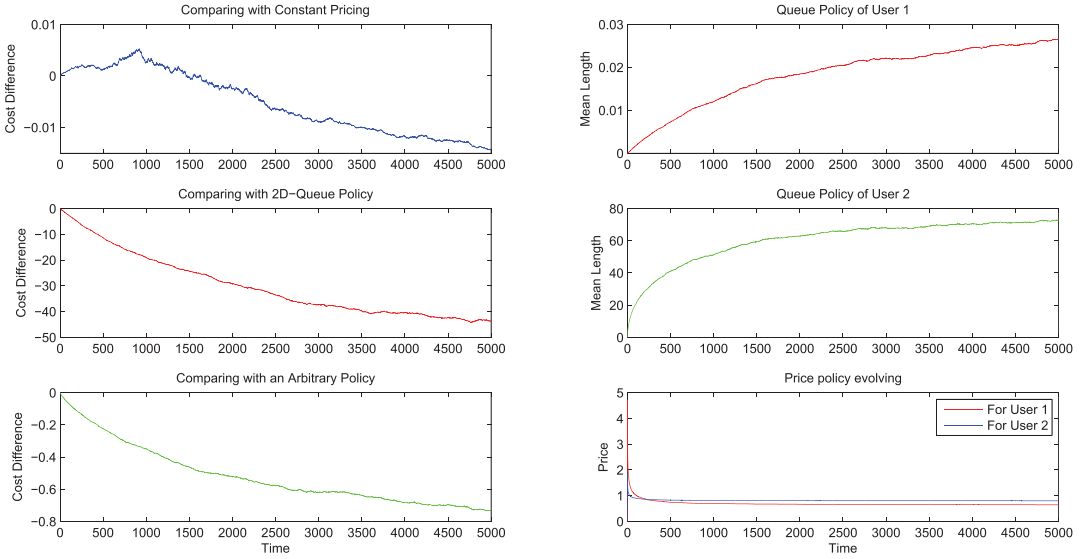 Comparing with Constant Pricing
Cost Difference
0.01
0
−0.01
0 500 1000 1500 2000 2500 3000 3500 4000 4500 5000
Comparing with 2D−Queue Policy
Cost Difference
0
−10
−20
−30
−40
−50
0 500 1000 1500 2000 2500 3000 3500 4000 4500 5000
Comparing with an Arbitrary Policy
Cost Difference
0
−0.2
−0.4
−0.6
−0.8
0 500 1000 1500 2000 2500 3000 3500 4000 4500 5000
Time
Queue Policy of User 1
Mean Length
0.03
0.02
0.01
0
0 500 1000 1500 2000 2500 3000 3500 4000 4500 5000
Queue Policy of User 2
Mean Length
80
60
40
20
0
0 500 1000 1500 2000 2500 3000 3500 4000 4500 5000
Price policy evolving
Price
5
4
3
2
1
0
For User 1
For User 2
0 500 1000 1500 2000 2500 3000 3500 4000 4500 5000
Time